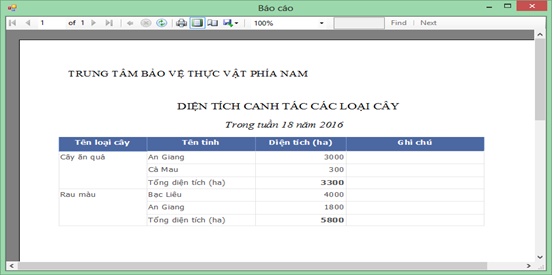 Báo cáo
1 of 1 100% Find | Next
TRUNG TÂM BẢO VỆ THỰC VẬT PHÍA NAM
DIỆN TÍCH CANH TÁC CÁC LOẠI CÂY
Trong tuần 18 năm 2016
Tên loại cây Tên tỉnh Diện tích (ha) Ghi chú
Cây ăn quả An Giang 3000
Cà Mau 300
Tổng diện tích (ha) 3300
Rau màu Bạc Liêu 4000
An Giang 1800
Tổng diện tích (ha) 5800